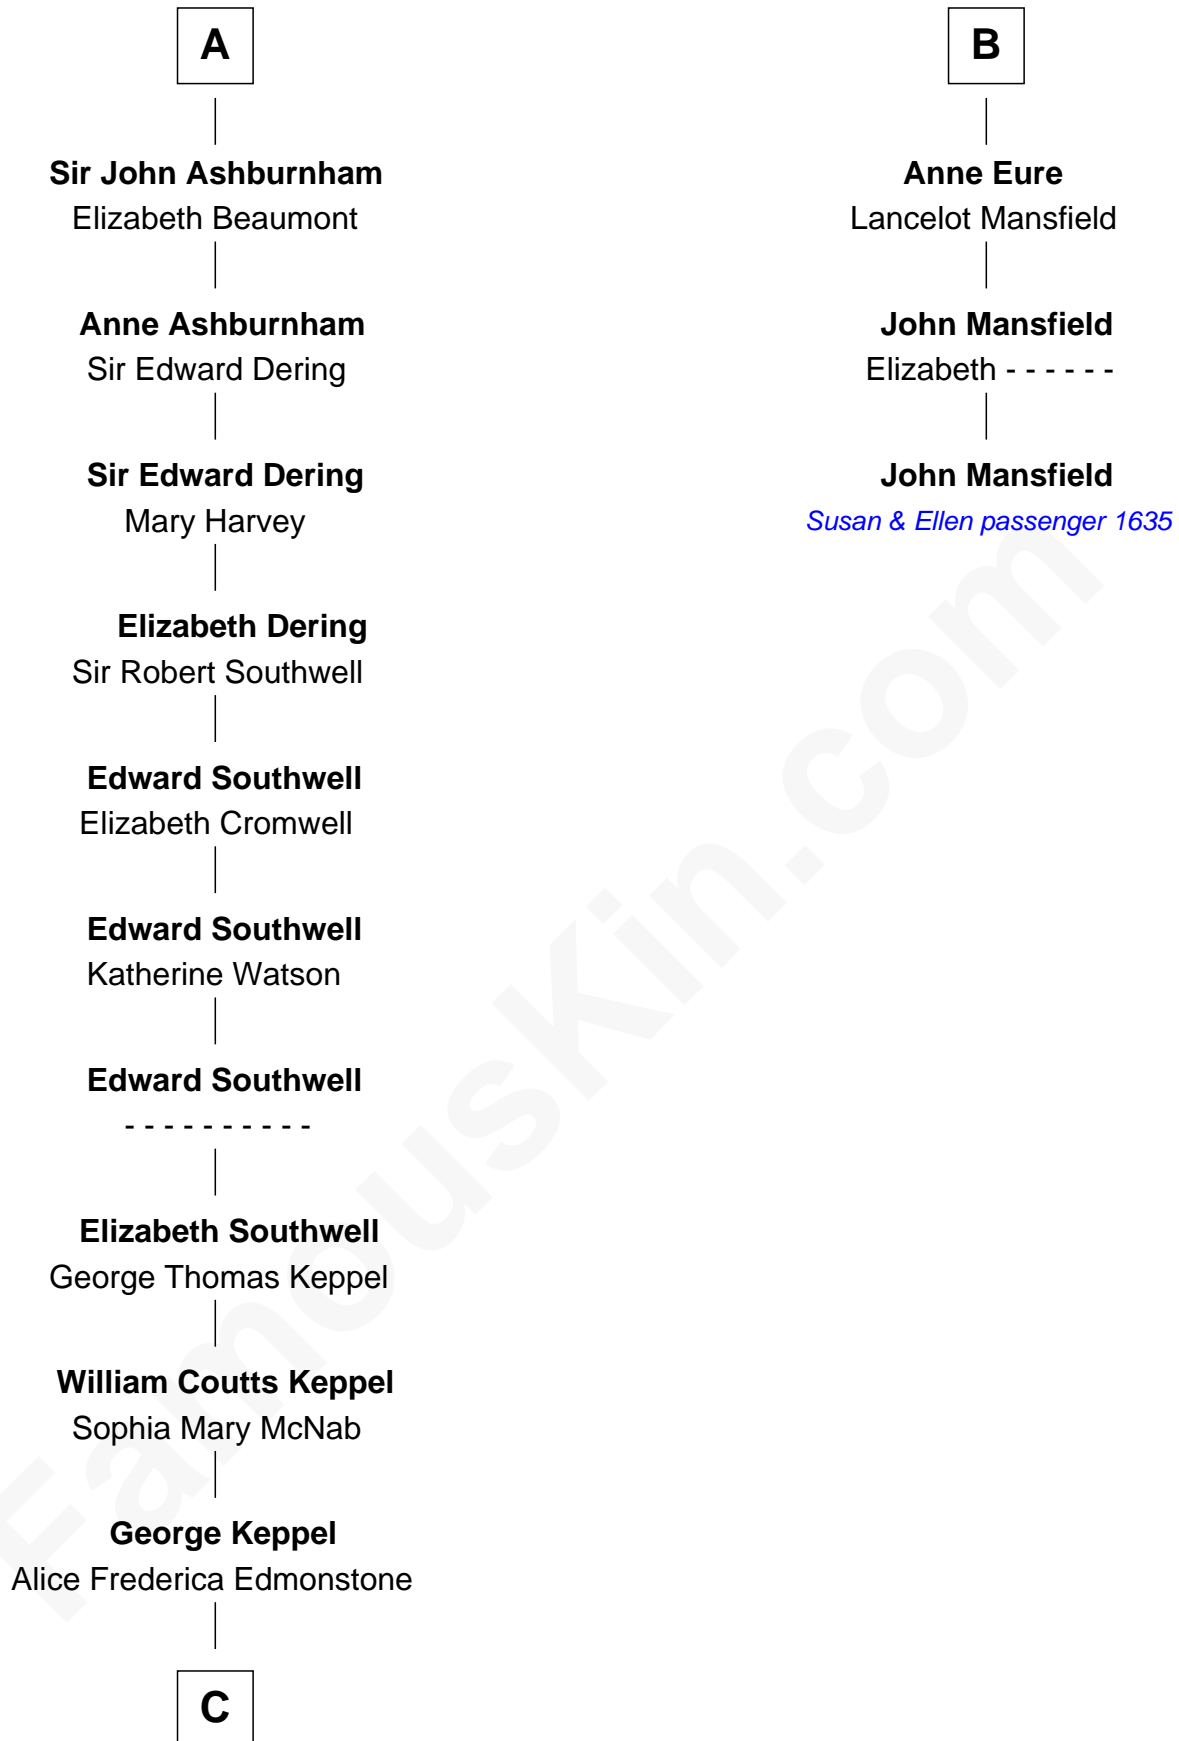 A
Sir John Ashburnham
Elizabeth Beaumont
Anne Ashburnham
Sir Edward Dering
Sir Edward Dering
Mary Harvey
Elizabeth Dering
Sir Robert Southwell
Edward Southwell
Elizabeth Cromwell
Edward Southwell
Katherine Watson
Edward Southwell
- - - - - - - - - -
Elizabeth Southwell
George Thomas Keppel
William Coutts Keppel
Sophia Mary McNab
George Keppel
Alice Frederica Edmonstone
C
B
Anne Eure
Lancelot Mansfield
John Mansfield
Elizabeth - - - - - -
John Mansfield
Susan & Ellen passenger 1635
FamousKin.com